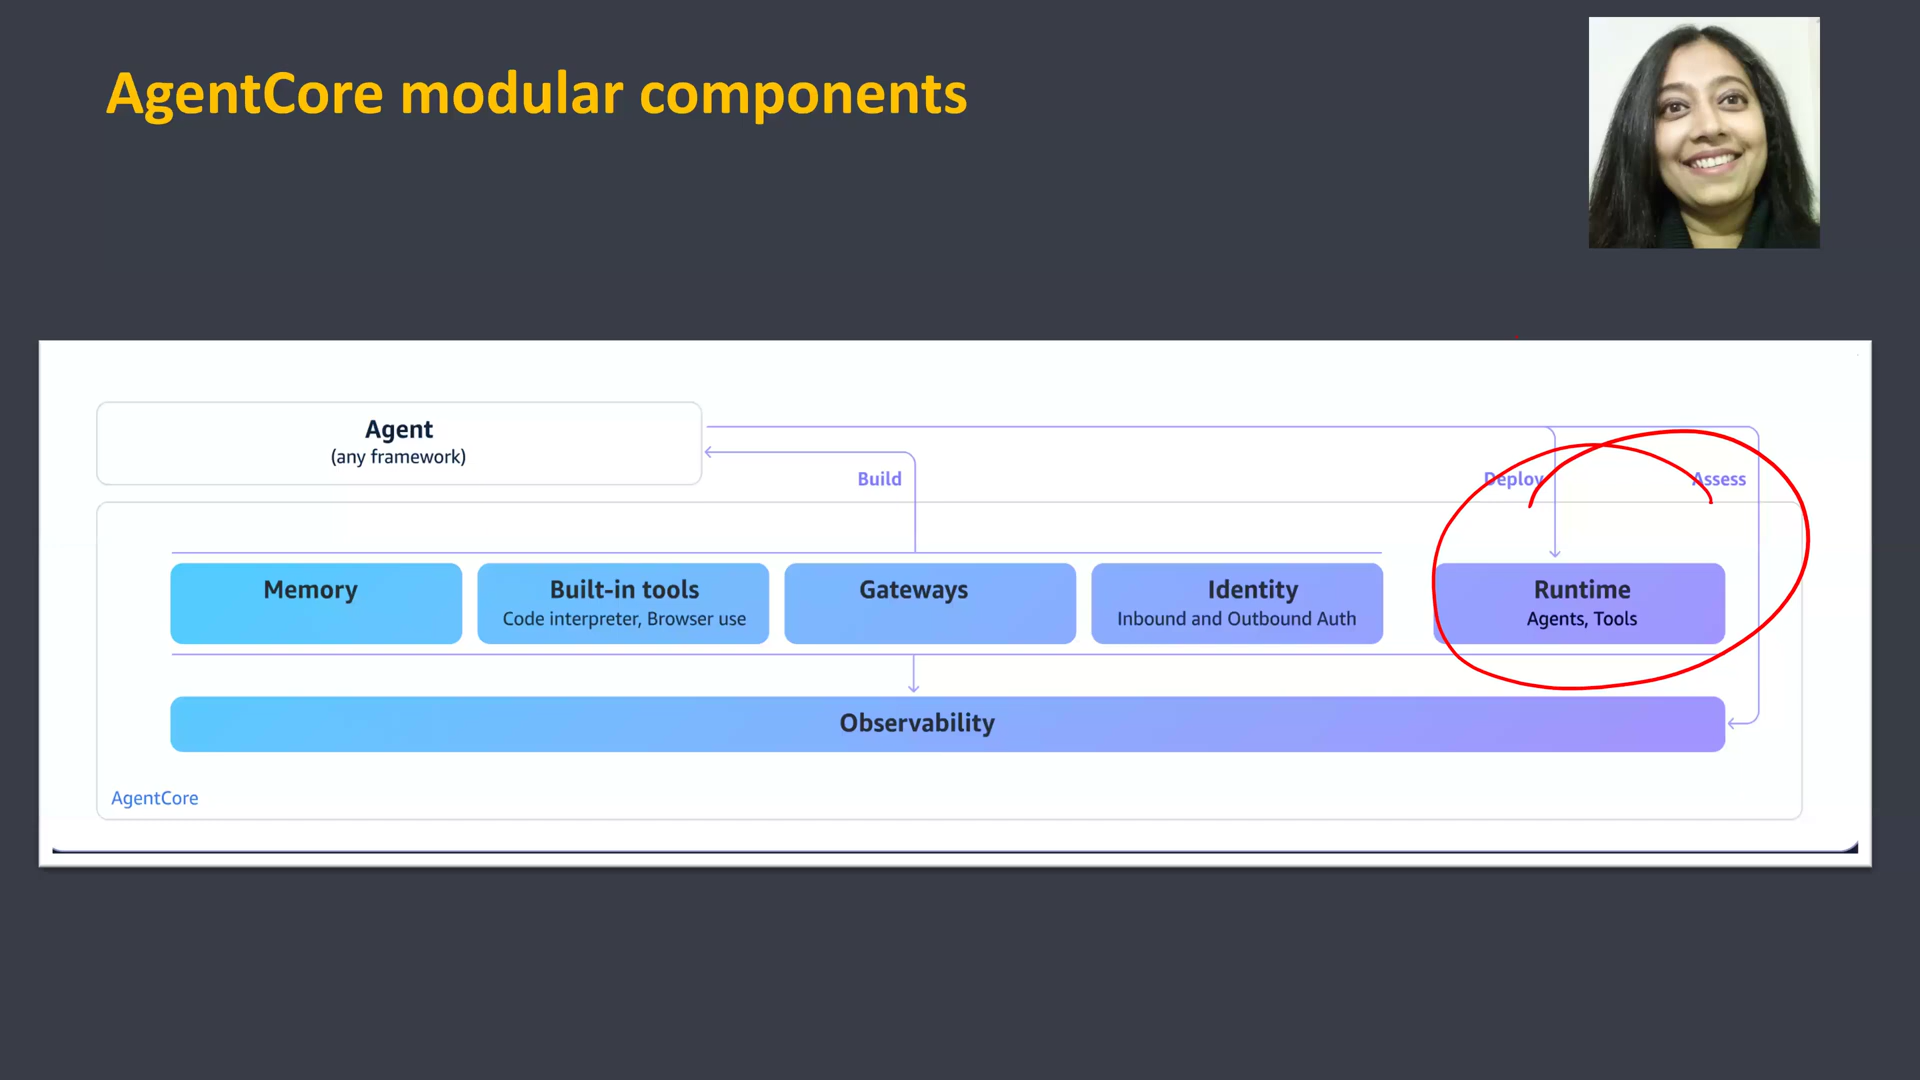 AgentCore modular components
Agent
(any framework)
Build
Deploy
Assess
Memory
Built-in tools
Code interpreter, Browser use
Gateways
Identity
Inbound and Outbound Auth
Runtime
Agents, Tools
Observability
AgentCore